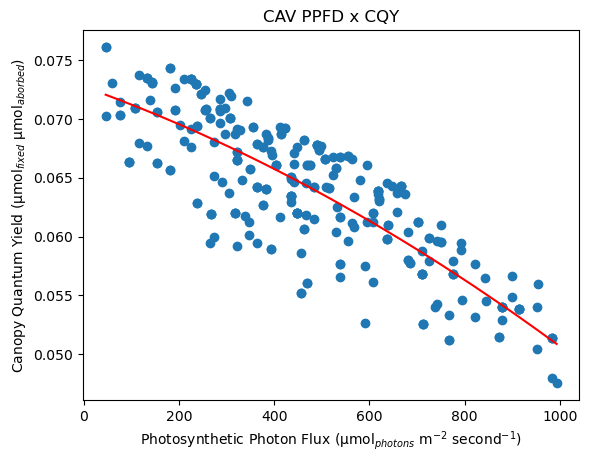 CAV PPFD x CQY
Canopy Quantum Yield (μmol_fixed μmol_aborbed)
0.075
0.070
0.065
0.060
0.055
0.050
0 200 400 600 800 1000
Photosynthetic Photon Flux (μmol_photons m⁻² second⁻¹)